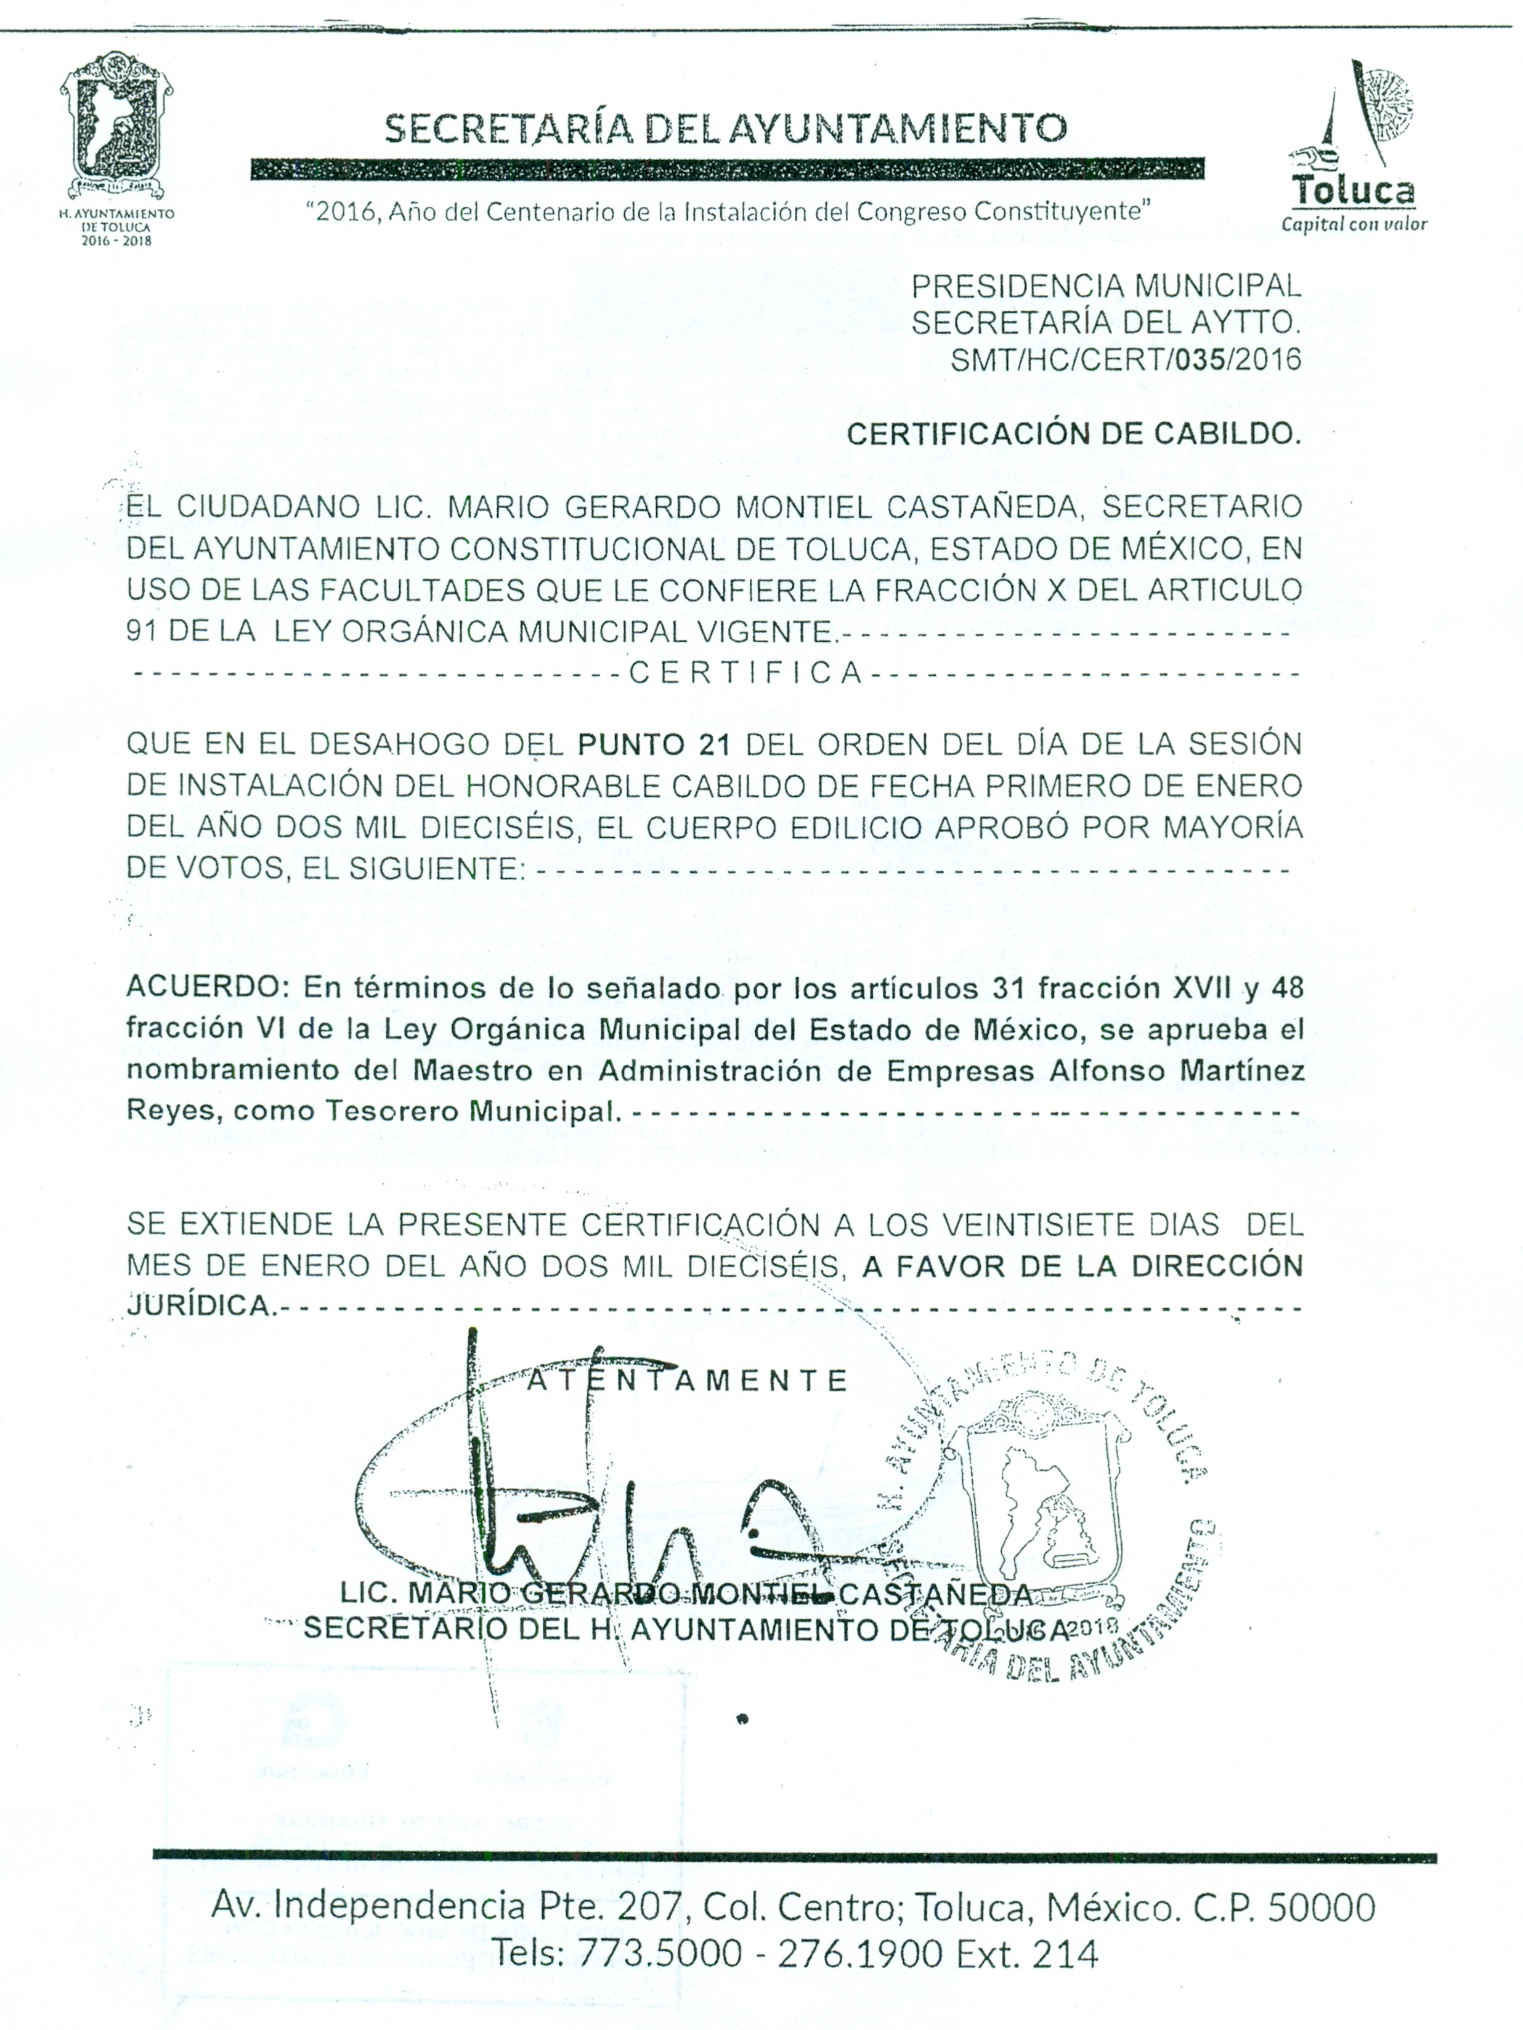 SECRETARÍA DEL AYUNTAMIENTO
"2016, Año del Centenario de la Instalación del Congreso Constituyente"
H. AYUNTAMIENTO
DE TOLUCA
2016 - 2018
Toluca
Capital con valor
PRESIDENCIA MUNICIPAL
SECRETARÍA DEL AYTTO.
SMT/HC/CERT/035/2016
CERTIFICACIÓN DE CABILDO.
EL CIUDADANO LIC. MARIO GERARDO MONTIEL CASTAÑEDA, SECRETARIO
DEL AYUNTAMIENTO CONSTITUCIONAL DE TOLUCA, ESTADO DE MÉXICO, EN
USO DE LAS FACULTADES QUE LE CONFIERE LA FRACCIÓN X DEL ARTICULO
91 DE LA LEY ORGÁNICA MUNICIPAL VIGENTE.- - - - - - - - - - - - - - - - - - - - - - - - -
- - - - - - - - - - - - - - - - - - - - - - - - - - - C E R T I F I C A - - - - - - - - - - - - - - - - - - - - - - - -
QUE EN EL DESAHOGO DEL PUNTO 21 DEL ORDEN DEL DÍA DE LA SESIÓN
DE INSTALACIÓN DEL HONORABLE CABILDO DE FECHA PRIMERO DE ENERO
DEL AÑO DOS MIL DIECISÉIS, EL CUERPO EDILICIO APROBÓ POR MAYORÍA
DE VOTOS, EL SIGUIENTE: - - - - - - - - - - - - - - - - - - - - - - - - - - - - - - - - - - - - - - - - -
ACUERDO: En términos de lo señalado por los artículos 31 fracción XVII y 48
fracción VI de la Ley Orgánica Municipal del Estado de México, se aprueba el
nombramiento del Maestro en Administración de Empresas Alfonso Martínez
Reyes, como Tesorero Municipal. - - - - - - - - - - - - - - - - - - - - - - - - - - - - - - - - - - - - -
SE EXTIENDE LA PRESENTE CERTIFICACIÓN A LOS VEINTISIETE DIAS DEL
MES DE ENERO DEL AÑO DOS MIL DIECISÉIS, A FAVOR DE LA DIRECCIÓN
JURÍDICA.- - - - - - - - - - - - - - - - - - - - - - - - - - - - - - - - - - - - - - - - - - - - - - - - - - - - - - - -
A T E N T A M E N T E
H. AYUNTAMIENTO DE TOLUCA
LIC. MARIO GERARDO MONTIEL CASTAÑEDA
SECRETARIO DEL H. AYUNTAMIENTO DE TOLUCA
2018
SECRETARÍA DEL AYUNTAMIENTO
Av. Independencia Pte. 207, Col. Centro; Toluca, México. C.P. 50000
Tels: 773.5000 - 276.1900 Ext. 214